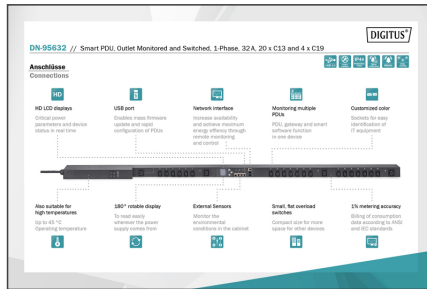 DIGITUS®
DN-95632 // Smart PDU, Outlet Monitored and Switched, 1-Phase, 32 A, 20 x C13 and 4 x C19
Anschlüsse
Connections
HD
HD LCD displays
Critical power
parameters and device
status in real time
USB port
Enables mass firmware
update and rapid
configuration of PDUs
Network interface
Increase availability
and achieve maximum
energy effiency through
remote monitoring
and control
Monitoring multiple
PDUs
PDU, gateway and smart
software function
in one device
Customized color
Sockets for easy
identification of
IT equipment
Also suitable for
high temperatures
Up to 45 °C
Operating temperature
180° rotable display
To read easily
wherever the power
supply comes from
External Sensors
Monitor the
environmental
conditions in the cabinet
Small, flat overload
switches
Compact size for more
space for other devices
1% metering accuracy
Billing of consumption
data according to ANSI
and IEC standards